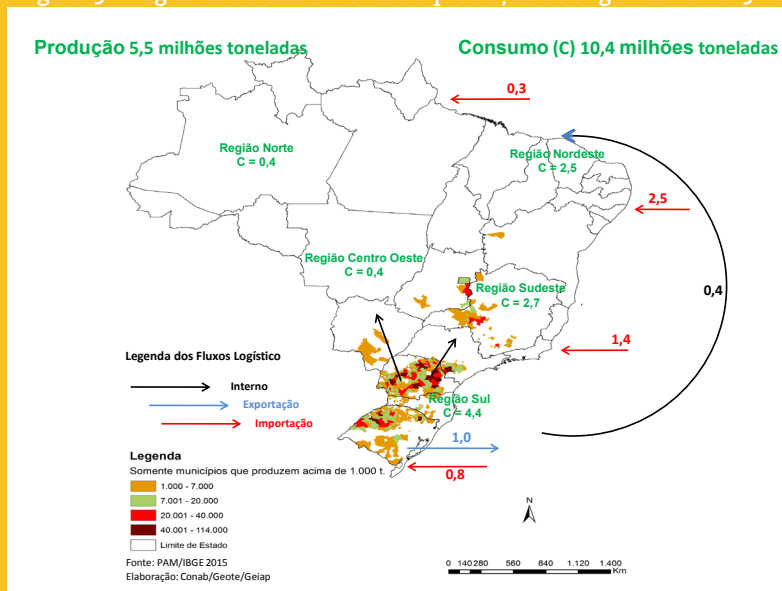 Produção 5,5 milhões toneladas
Consumo (C) 10,4 milhões toneladas
0,3
Região Norte
C = 0,4
Região Nordeste
C = 2,5
2,5
Região Centro Oeste
C = 0,4
Região Sudeste
C = 2,7
0,4
1,4
Legenda dos Fluxos Logístico
Interno
Exportação
Importação
Região Sul
C = 4,4
1,0
0,8
Legenda
Somente municípios que produzem acima de 1.000 t.
1.000 - 7.000
7.001 - 20.000
20.001 - 40.000
40.001 - 114.000
Limite de Estado
Fonte: PAM/IBGE 2015
Elaboração: Conab/Geote/Geiap
N
0 140 280 560 840 1.120 1.400
Km